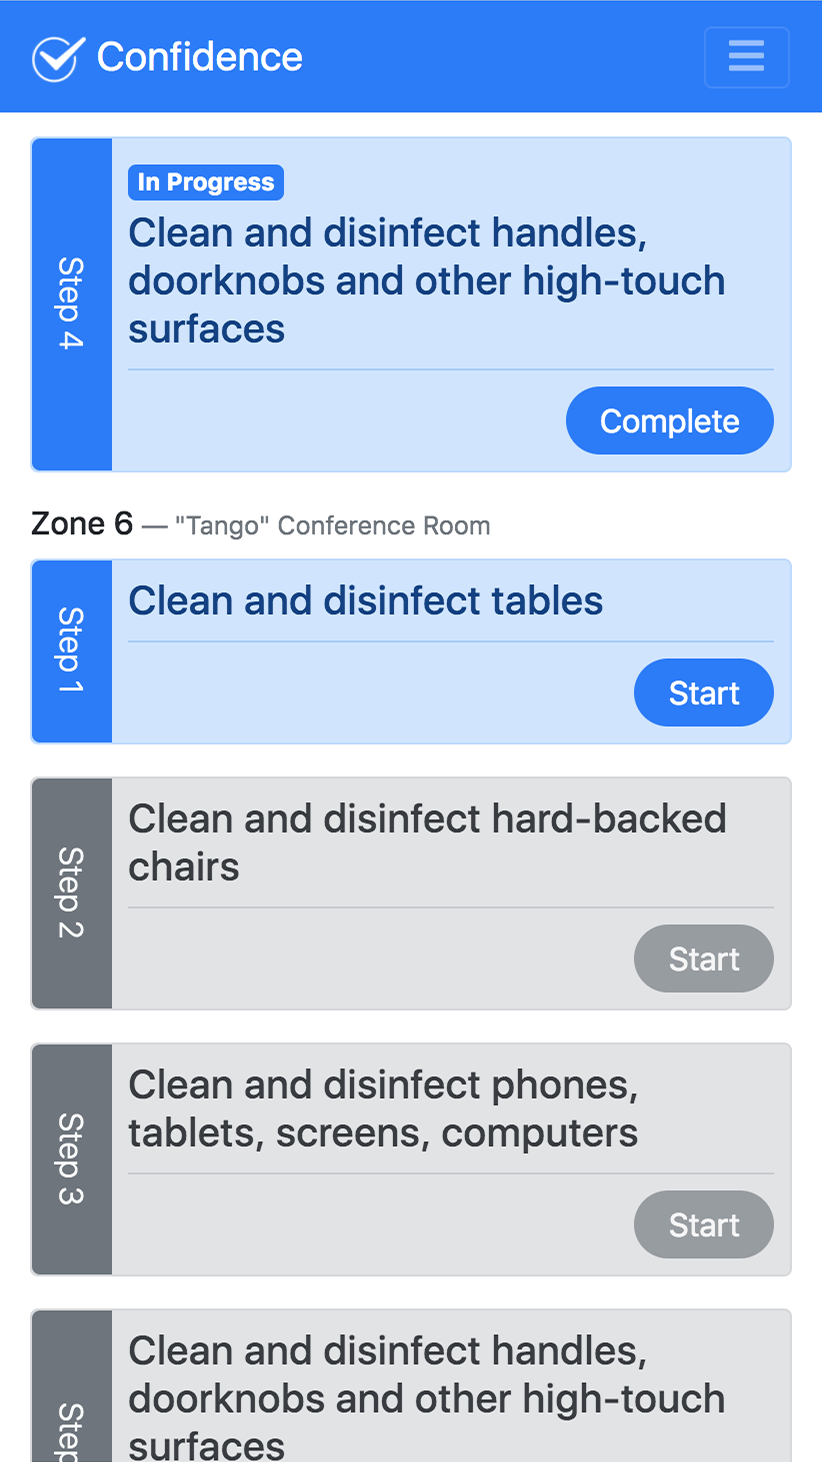 Confidence
Step 4
In Progress
Clean and disinfect handles,
doorknobs and other high-touch
surfaces
Complete
Zone 6 — "Tango" Conference Room
Step 1
Clean and disinfect tables
Start
Step 2
Clean and disinfect hard-backed
chairs
Start
Step 3
Clean and disinfect phones,
tablets, screens, computers
Start
Step
Clean and disinfect handles,
doorknobs and other high-touch
surfaces